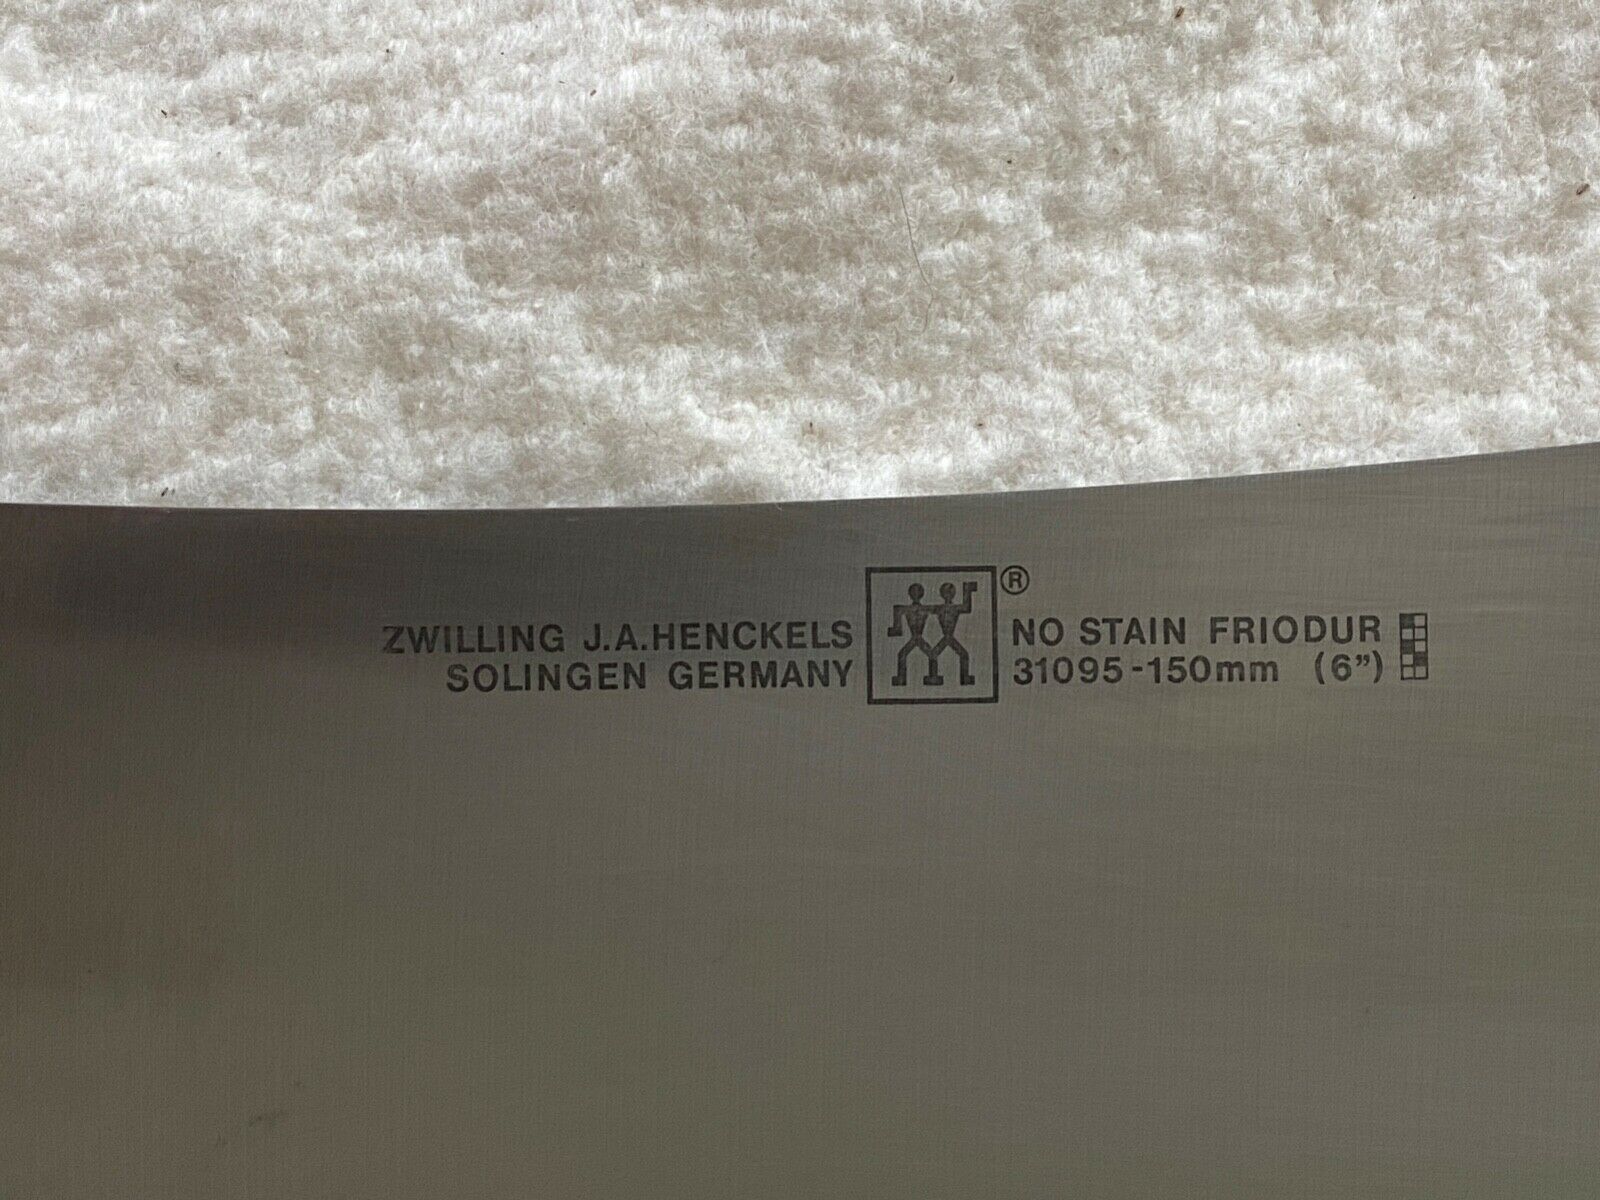 ZWILLING J.A.HENCKELS
SOLINGEN GERMANY
®
NO STAIN FRIODUR
31095-150mm (6”)